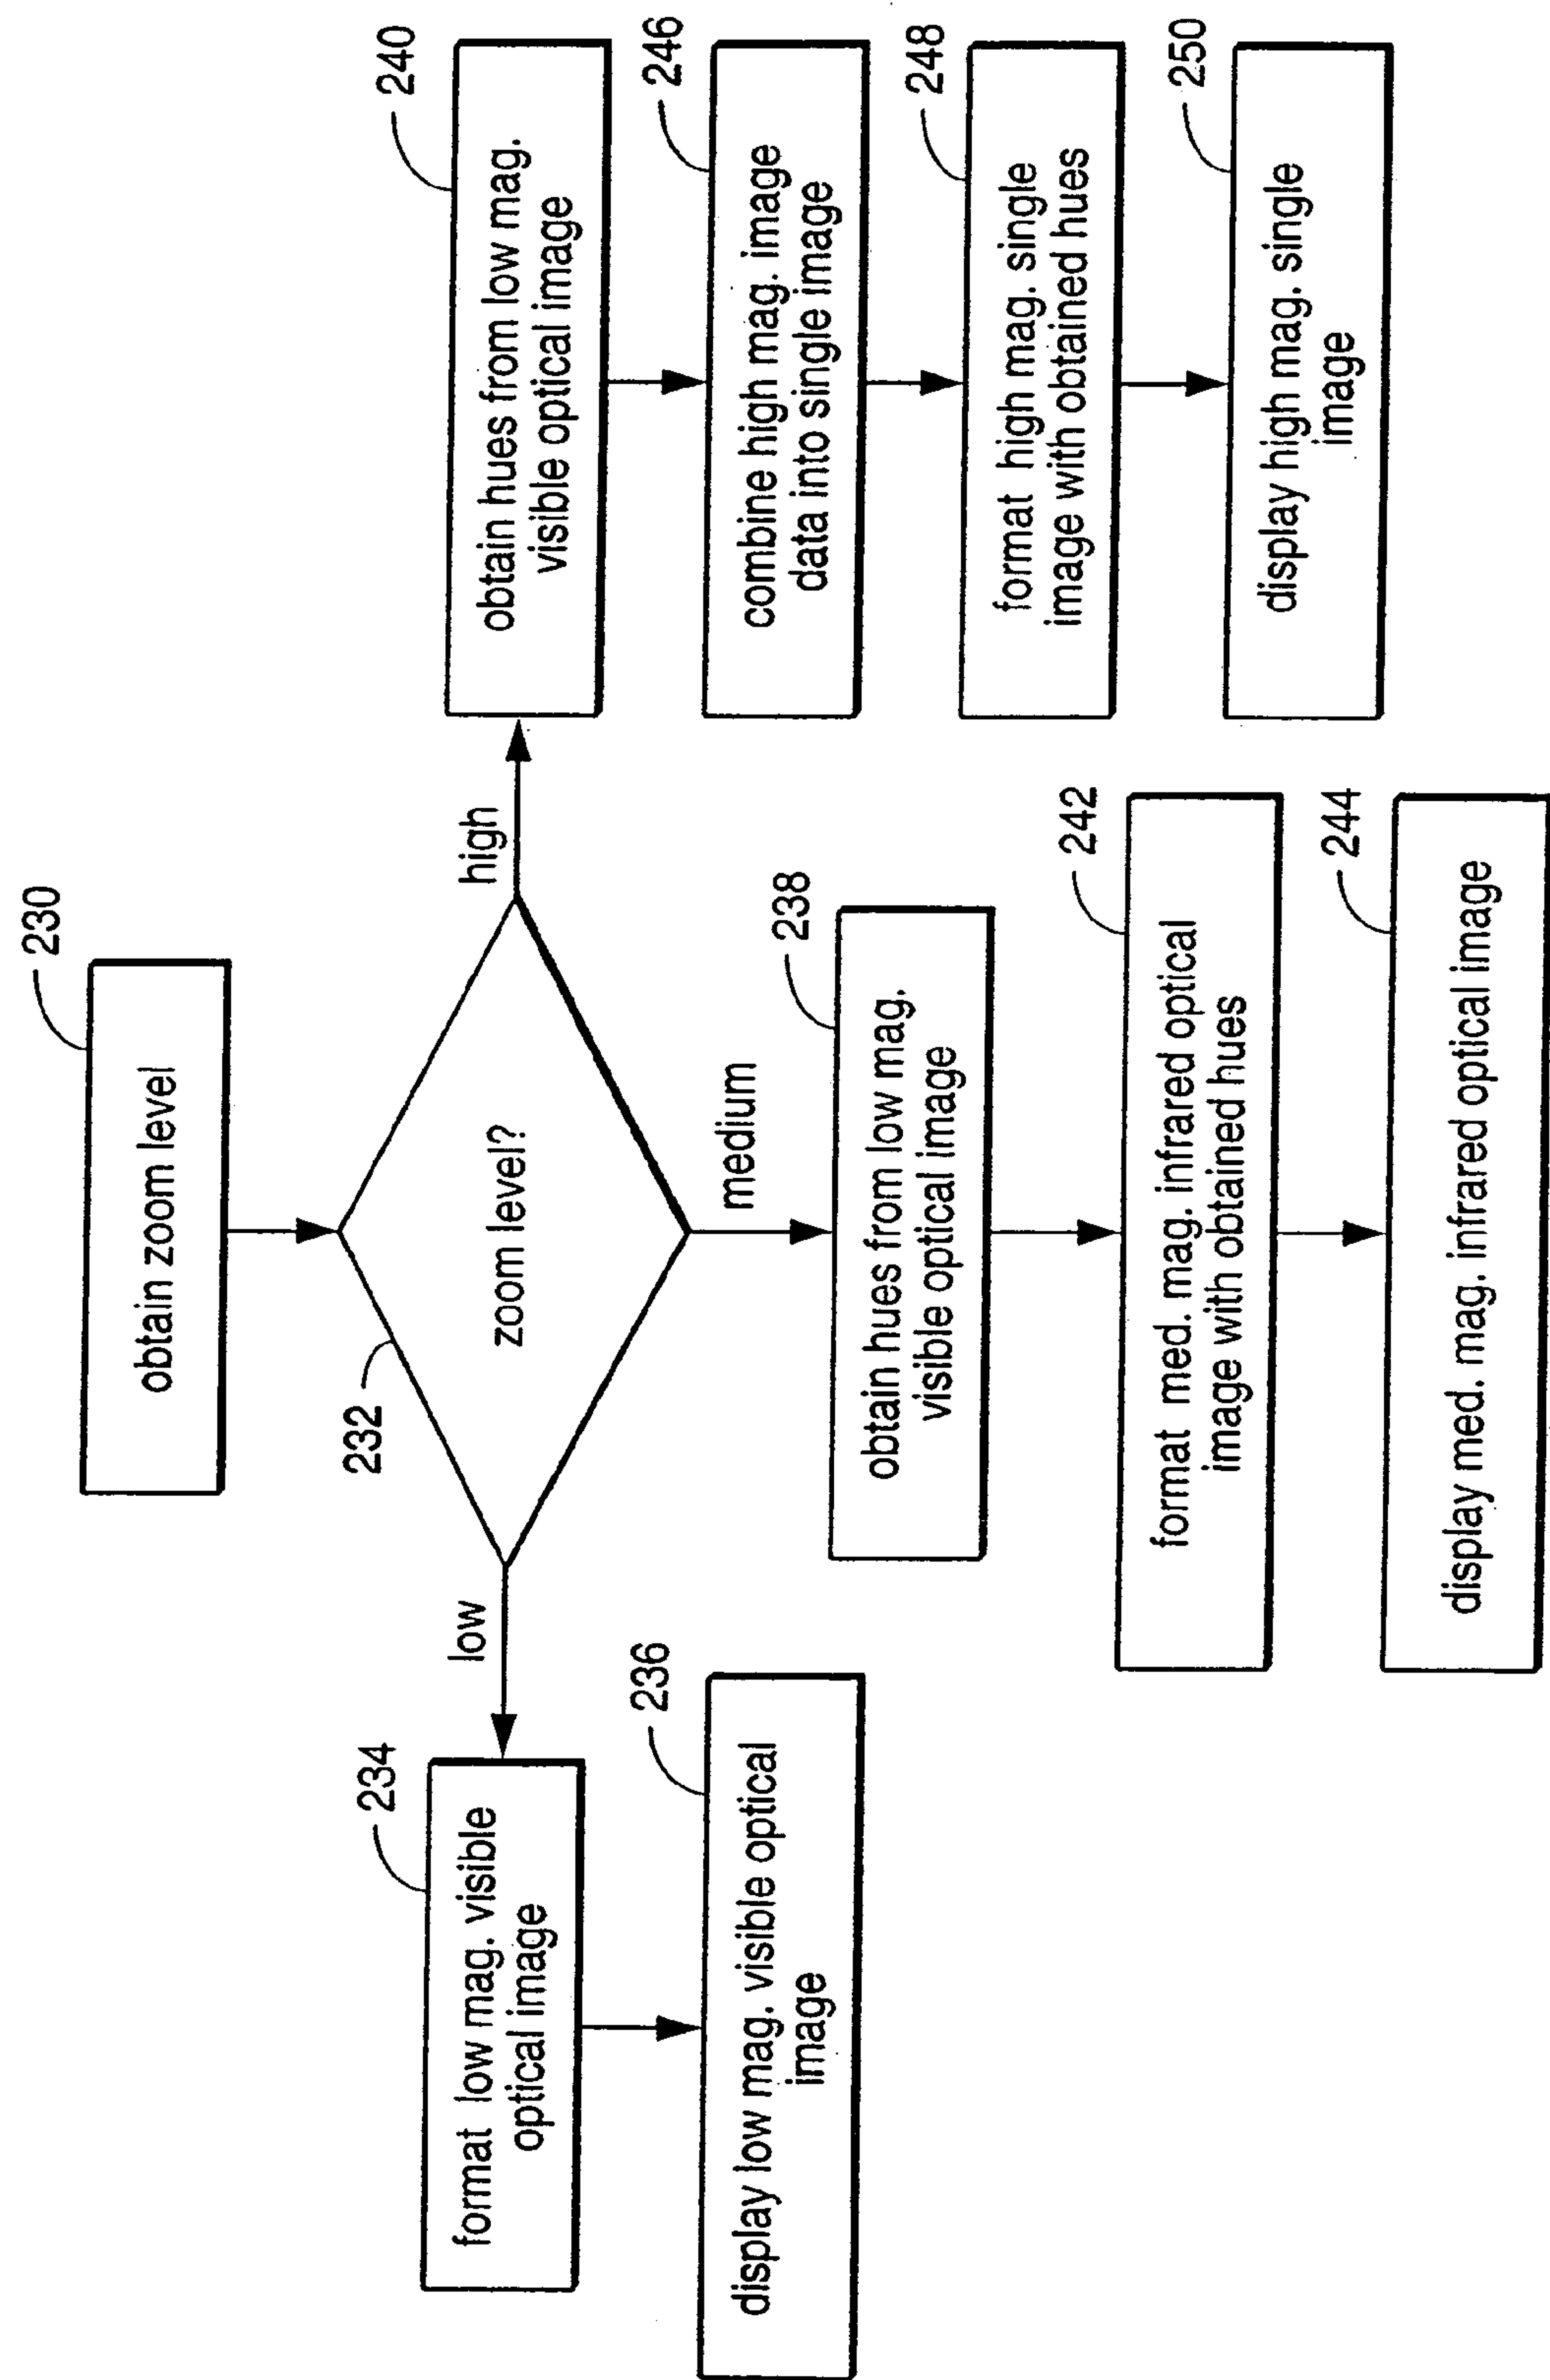 230
obtain zoom level
232
zoom level?
low
high
medium
234
format low mag. visible
optical image
236
display low mag. visible optical
image
238
obtain hues from low mag.
visible optical image
242
format med. mag. infrared optical
image with obtained hues
244
display med. mag. infrared optical image
240
obtain hues from low mag.
visible optical image
246
combine high mag. image
data into single image
248
format high mag. single
image with obtained hues
250
display high mag. single
image